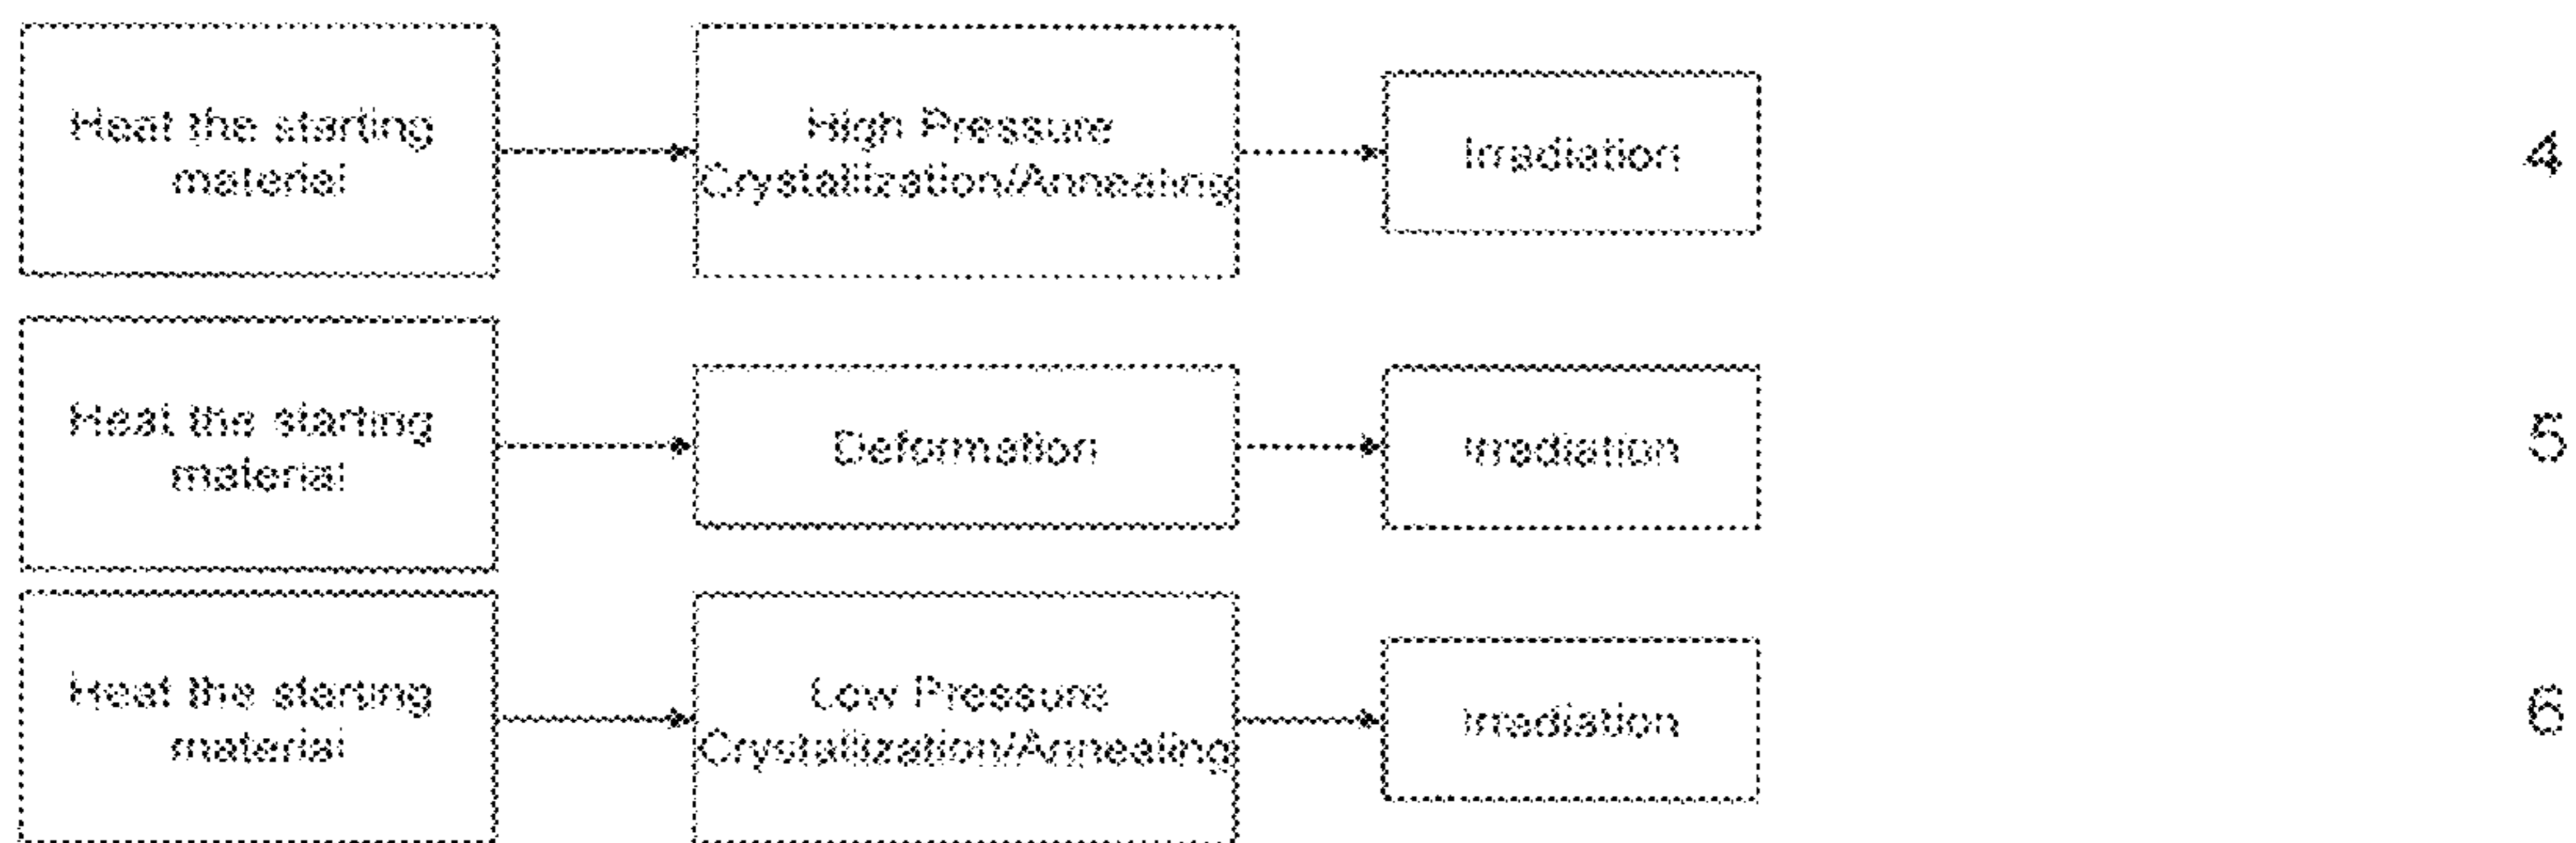 Heat the starting
material
High Pressure
Crystallization/Annealing
Irradiation
4
Heat the starting
material
Deformation
Irradiation
5
Heat the starting
material
Low Pressure
Crystallization/Annealing
Irradiation
6